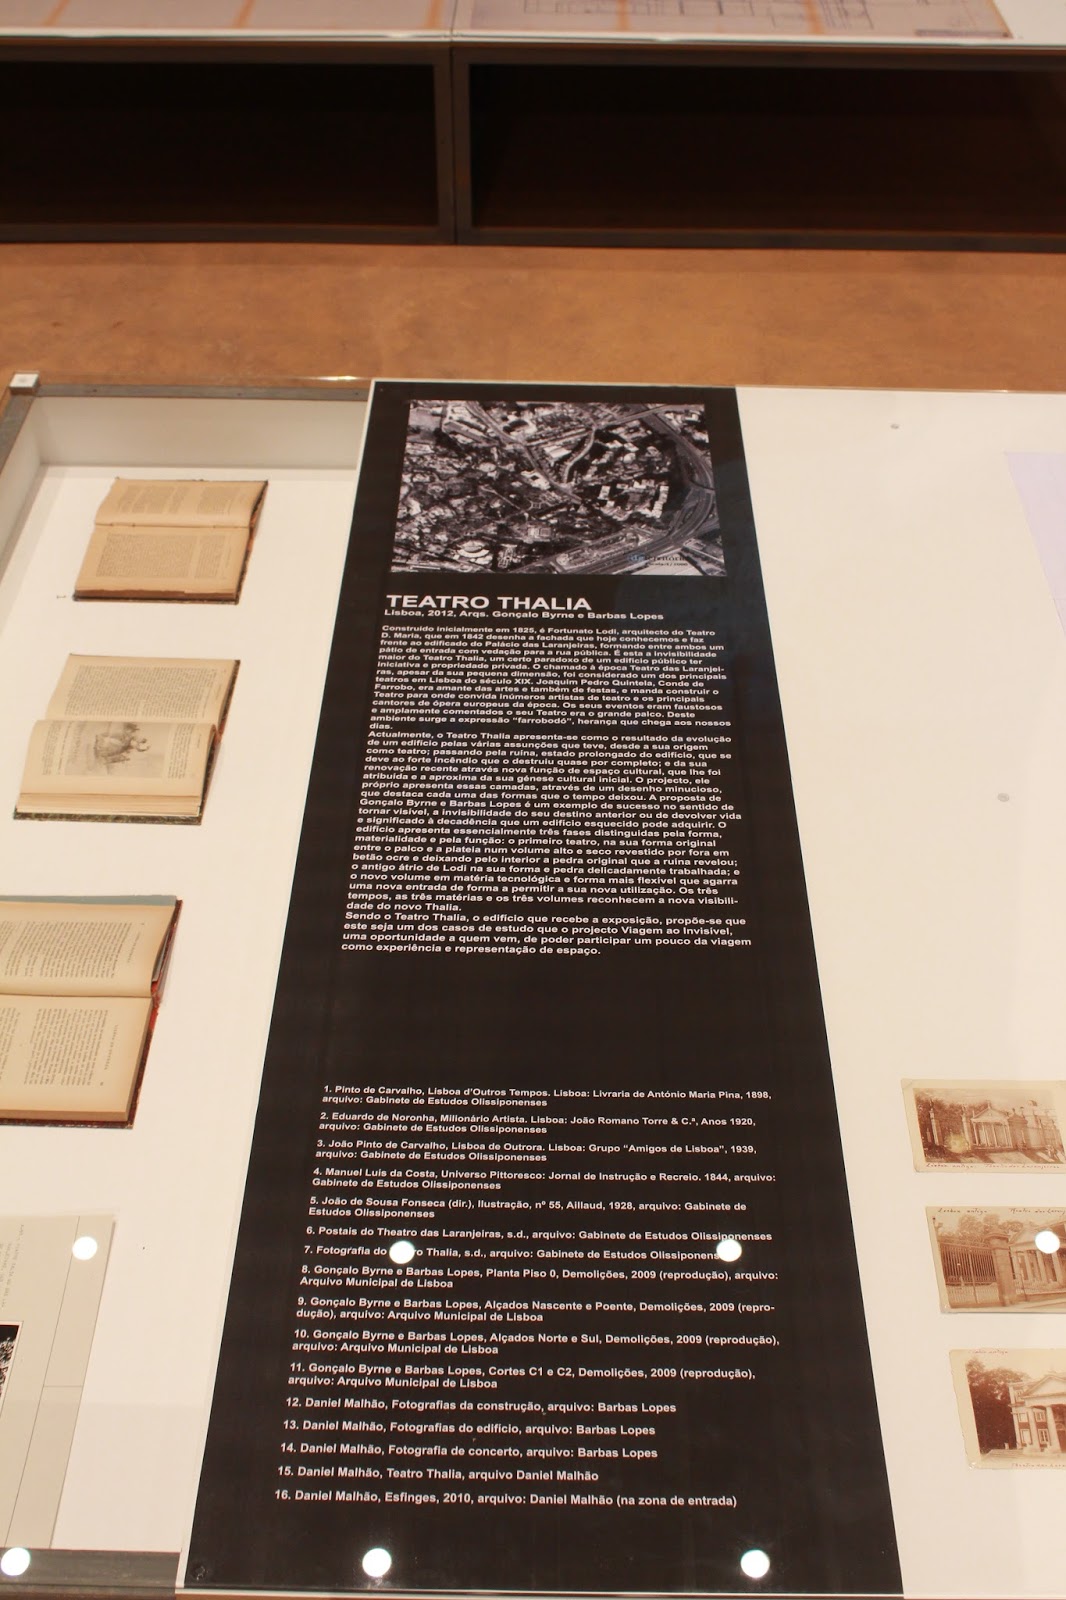 TEATRO THALIA
Lisboa, 2012, Arqs. Gonçalo Byrne e Barbas Lopes
Construído inicialmente em 1825, é Fortunato Lodi, arquitecto do Teatro
D. Maria, que em 1842 desenha a fachada que hoje conhecemos e faz
frente ao edificado do Palácio das Laranjeiras, formando entre ambos um
pátio de entrada com vedação para a rua pública. É esta a invisibilidade
maior do Teatro Thalia, um certo paradoxo de um edifício público ter
iniciativa e propriedade privada. O chamado à época Teatro das Laranjei-
ras, apesar da sua pequena dimensão, foi considerado um dos principais
teatros em Lisboa do século XIX. Joaquim Pedro Quintela, Conde de
Farrobo, era amante das artes e também de festas, e manda construir o
Teatro para onde convida inúmeros artistas de teatro e os principais
cantores de ópera europeus da época. Os seus eventos eram faustosos
e amplamente comentados o seu Teatro era o grande palco. Deste
ambiente surge a expressão “farrobodó”, herança que chega aos nossos
dias.
Actualmente, o Teatro Thalia apresenta-se como o resultado da evolução
de um edifício pelas várias assunções que teve, desde a sua origem
como teatro; passando pela ruína, estado prolongado do edifício, que se
deve ao forte incêndio que o destruiu quase por completo; e da sua
renovação recente através nova função de espaço cultural, que lhe foi
atribuída e a aproxima da sua génese cultural inicial. O projecto, ele
próprio apresenta essas camadas, através de um desenho minucioso,
que destaca cada uma das formas que o tempo deixou. A proposta de
Gonçalo Byrne e Barbas Lopes é um exemplo de sucesso no sentido de
tornar visível, a invisibilidade do seu destino anterior ou de devolver vida
e significado à decadência que um edifício esquecido pode adquirir. O
edifício apresenta essencialmente três fases distinguidas pela forma,
materialidade e pela função: o primeiro teatro, na sua forma original
entre o palco e a plateia num volume alto e seco revestido por fora em
betão ocre e deixando pelo interior a pedra original que a ruína revelou;
o antigo átrio de Lodi na sua forma e pedra delicadamente trabalhada; e
o novo volume em matéria tecnológica e forma mais flexível que agarra
uma nova entrada de forma a permitir a sua nova utilização. Os três
tempos, as três matérias e os três volumes reconhecem a nova visibili-
dade do novo Thalia.
Sendo o Teatro Thalia, o edifício que recebe a exposição, propõe-se que
este seja um dos casos de estudo que o projecto Viagem ao Invisível,
uma oportunidade a quem vem, de poder participar um pouco da viagem
como experiência e representação de espaço.
1. Pinto de Carvalho, Lisboa d’Outros Tempos. Lisboa: Livraria de António Maria Pina, 1898,
arquivo: Gabinete de Estudos Olissiponenses
2. Eduardo de Noronha, Milionário Artista. Lisboa: João Romano Torre & C.ª, Anos 1920,
arquivo: Gabinete de Estudos Olissiponenses
3. João Pinto de Carvalho, Lisboa de Outrora. Lisboa: Grupo “Amigos de Lisboa”, 1939,
arquivo: Gabinete de Estudos Olissiponenses
4. Manuel Luis da Costa, Universo Pittoresco: Jornal de Instrução e Recreio. 1844, arquivo:
Gabinete de Estudos Olissiponenses
5. João de Sousa Fonseca (dir.), Ilustração, nº 55, Aillaud, 1928, arquivo: Gabinete de
Estudos Olissiponenses
6. Postais do Theatro das Laranjeiras, s.d., arquivo: Gabinete de Estudos Olissiponenses
7. Fotografia do Thalia, s.d., arquivo: Gabinete de Estudos
8. Gonçalo Byrne e Barbas Lopes, Planta Piso 0, Demolições, 2009 (reprodução), arquivo:
Arquivo Municipal de Lisboa
9. Gonçalo Byrne e Barbas Lopes, Alçados Nascente e Poente, Demolições, 2009 (repro-
dução), arquivo: Arquivo Municipal de Lisboa
10. Gonçalo Byrne e Barbas Lopes, Alçados Norte e Sul, Demolições, 2009 (reprodução),
arquivo: Arquivo Municipal de Lisboa
11. Gonçalo Byrne e Barbas Lopes, Cortes C1 e C2, Demolições, 2009 (reprodução),
arquivo: Arquivo Municipal de Lisboa
12. Daniel Malhão, Fotografias da construção, arquivo: Barbas Lopes
13. Daniel Malhão, Fotografias do edifício, arquivo: Barbas Lopes
14. Daniel Malhão, Fotografia de concerto, arquivo: Barbas Lopes
15. Daniel Malhão, Teatro Thalia, arquivo Daniel Malhão
16. Daniel Malhão, Esfinges, 2010, arquivo: Daniel Malhão (na zona de entrada)